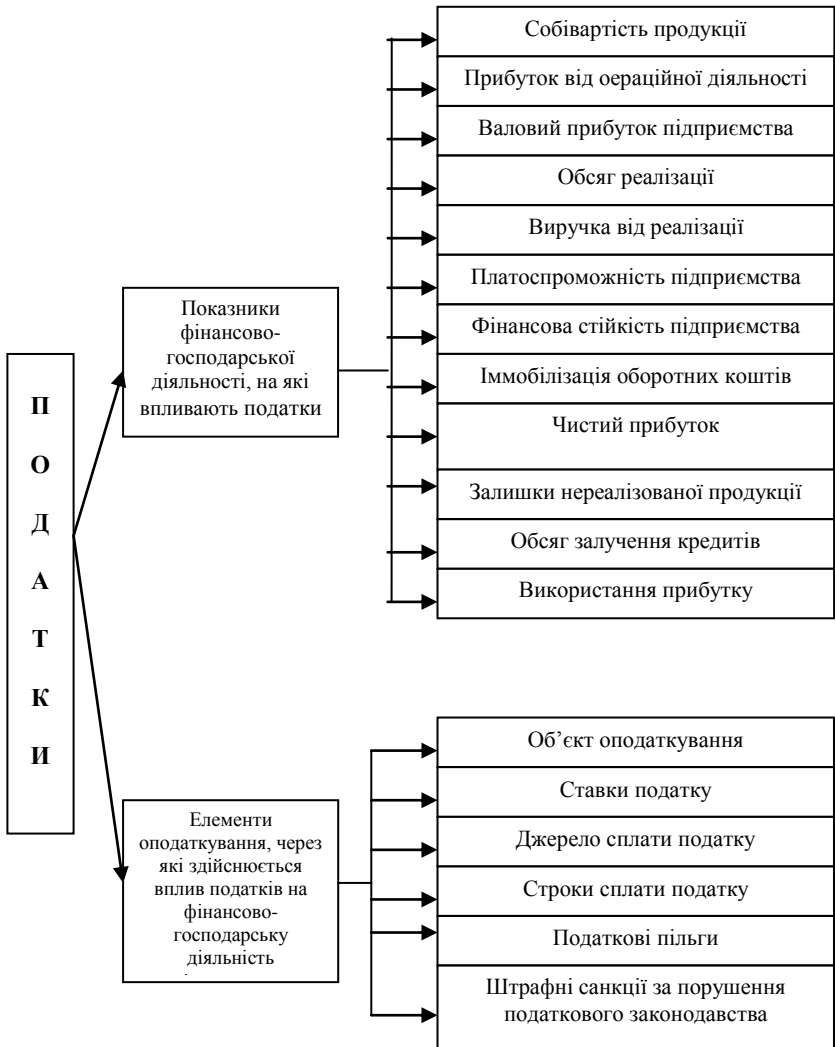 П
О
Д
А
Т
К
И
Показники
фінансово-
господарської
діяльності, на які
впливають податки
Собівартість продукції
Прибуток від оераційної діяльності
Валовий прибуток підприємства
Обсяг реалізації
Виручка від реалізації
Платоспроможність підприємства
Фінансова стійкість підприємства
Іммобілізація оборотних коштів
Чистий прибуток
Залишки нереалізованої продукції
Обсяг залучення кредитів
Використання прибутку
Елементи
оподаткування, через
які здійснюється
вплив податків на
фінансово-
господарську
діяльність
Об’єкт оподаткування
Ставки податку
Джерело сплати податку
Строки сплати податку
Податкові пільги
Штрафні санкції за порушення
податкового законодавства